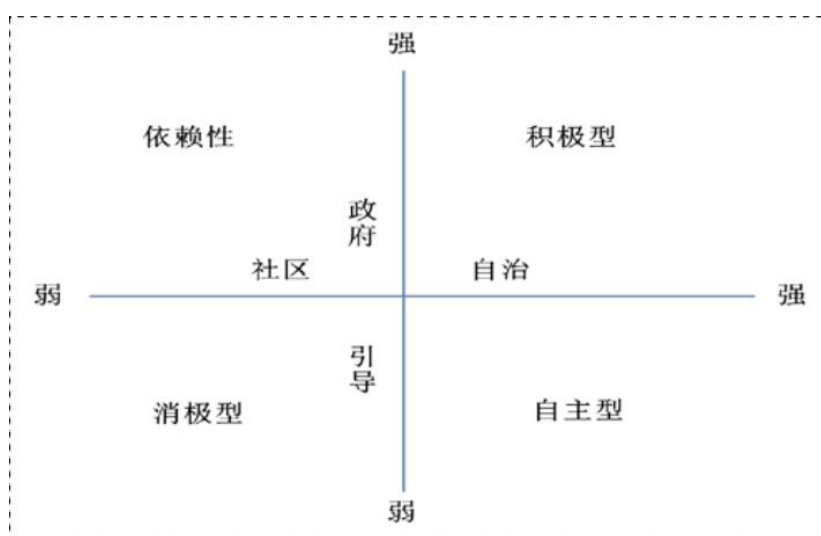 强
依赖性 积极型
政府
社区 自治
弱 强
引导
消极型 自主型
弱